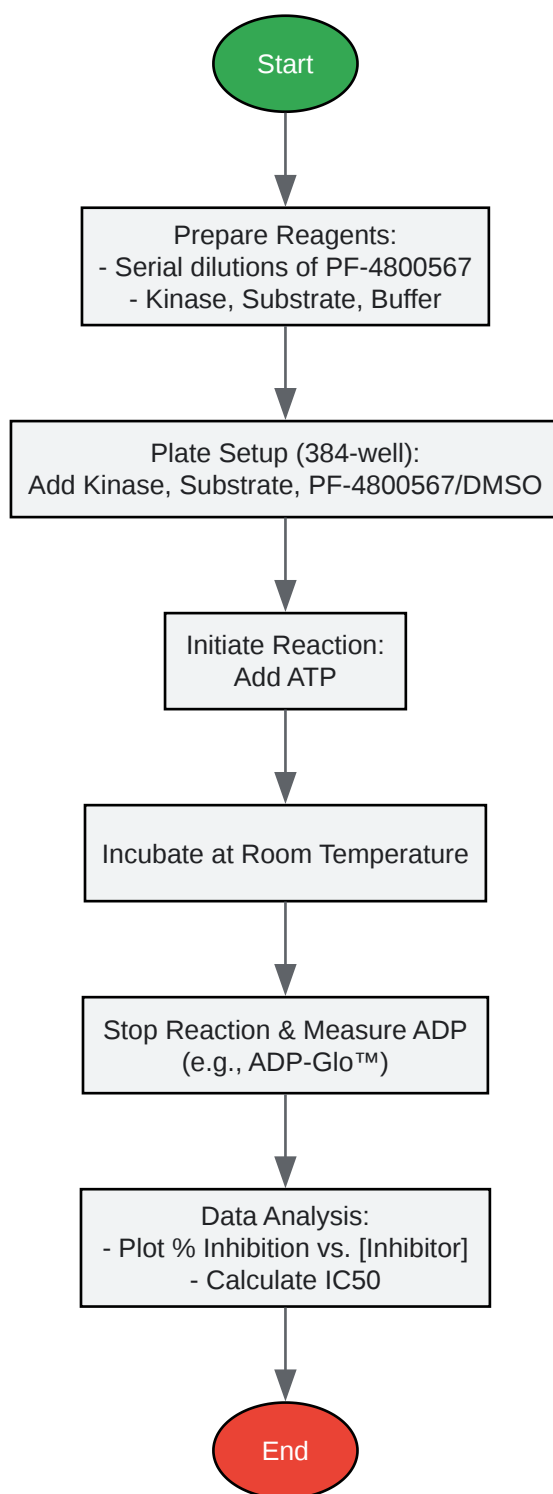 Start
Prepare Reagents:
- Serial dilutions of PF-4800567
- Kinase, Substrate, Buffer
Plate Setup (384-well):
Add Kinase, Substrate, PF-4800567/DMSO
Initiate Reaction:
Add ATP
Incubate at Room Temperature
Stop Reaction & Measure ADP
(e.g., ADP-Glo™)
Data Analysis:
- Plot % Inhibition vs. [Inhibitor]
- Calculate IC50
End